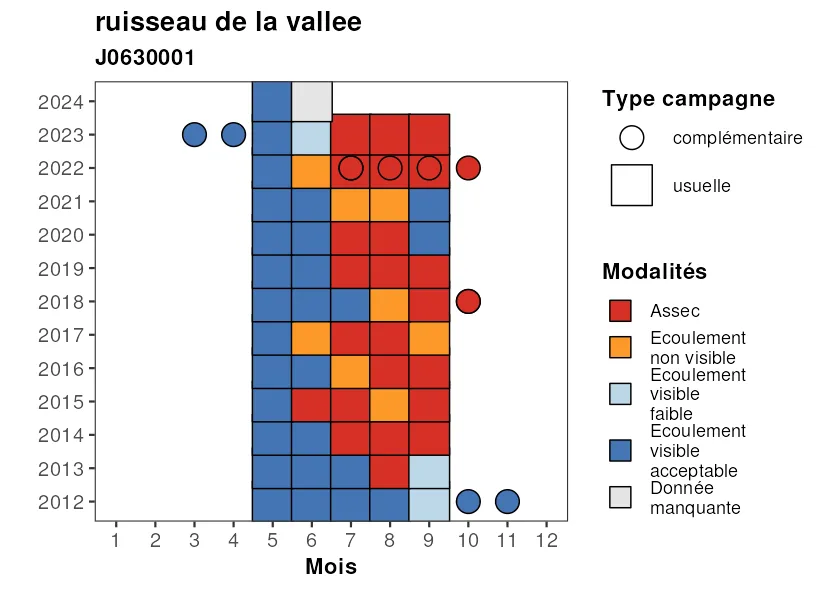 ruisseau de la vallee
J0630001
2024
2023
2022
2021
2020
2019
2018
2017
2016
2015
2014
2013
2012
1 2 3 4 5 6 7 8 9 10 11 12
Mois
Type campagne
complémentaire
usuelle
Modalités
Assec
Ecoulement
non visible
Ecoulement
visible
faible
Ecoulement
visible
acceptable
Donnée
manquante